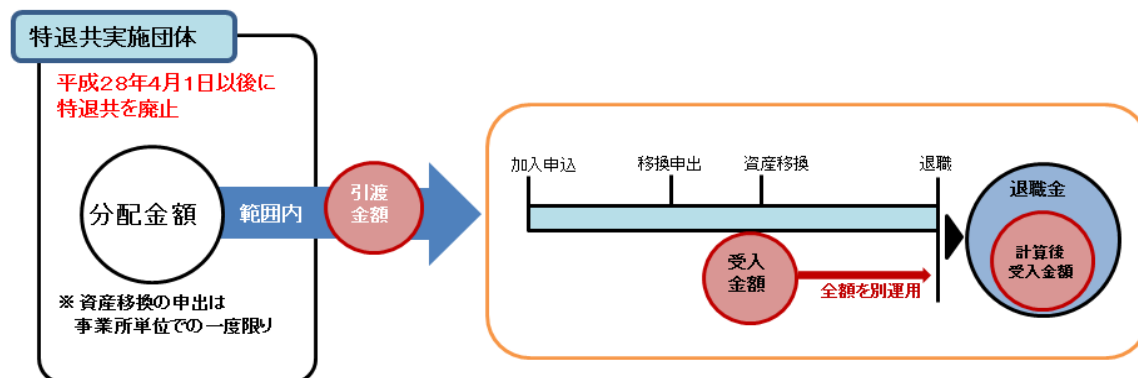 特退共実施団体
平成28年4月1日以後に
特退共を廃止
分配金額
範囲内
引渡
金額
※ 資産移換の申出は
事業所単位での一度限り
加入申込
移換申出
資産移換
退職
受入
金額
全額を別運用
退職金
計算後
受入金額